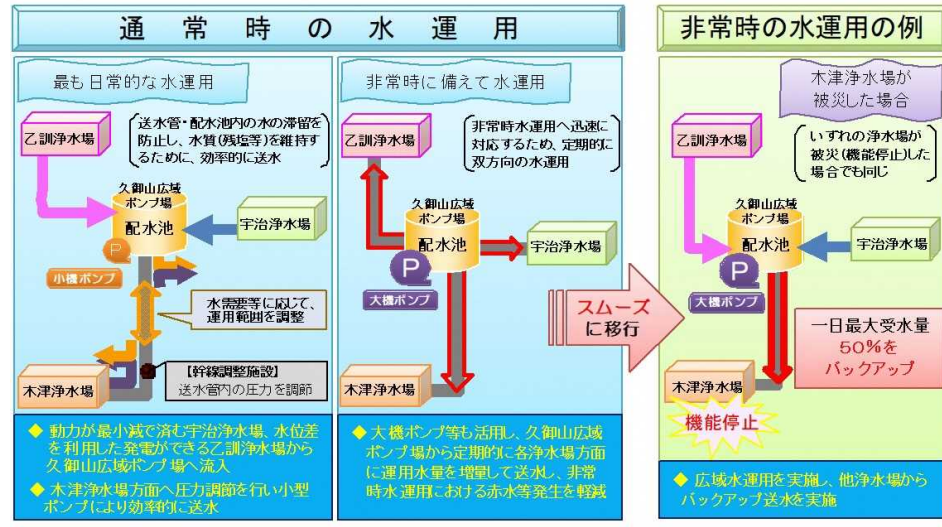 通常時の水運用
最も日常的な水運用
送水管・配水池内の水の滞留を
防止し、水質(残塩等)を維持す
るために、効率的に送水
乙訓浄水場
久御山広域
ポンプ場
配水池
宇治浄水場
P
小機ポンプ
水需要等に応じて、
運用範囲を調整
【幹線調整施設】
送水管内の圧力を調節
木津浄水場
◆ 動力が最小減で済む宇治浄水場、水位差
を利用した発電ができる乙訓浄水場から
久御山広域ポンプ場へ流入
◆ 木津浄水場方面へ圧力調節を行い小型
ポンプにより効率的に送水
非常時に備えて水運用
非常時水運用へ迅速に
対応するため、定期的に
双方向の水運用
乙訓浄水場
久御山広域
ポンプ場
配水池
宇治浄水場
P
大機ポンプ
木津浄水場
◆ 大機ポンプ等も活用し、久御山広域
ポンプ場から定期的に各浄水場方面
に運用水量を増量して送水し、非常
時水運用における赤水等発生を軽減
スムーズ
に移行
非常時の水運用の例
木津浄水場が
被災した場合
いずれの浄水場が
被災(機能停止)した
場合でも同じ
乙訓浄水場
久御山広域
ポンプ場
配水池
宇治浄水場
P
大機ポンプ
一日最大受水量
50%を
バックアップ
木津浄水場
機能停止
◆ 広域水運用を実施し、他浄水場から
バックアップ送水を実施